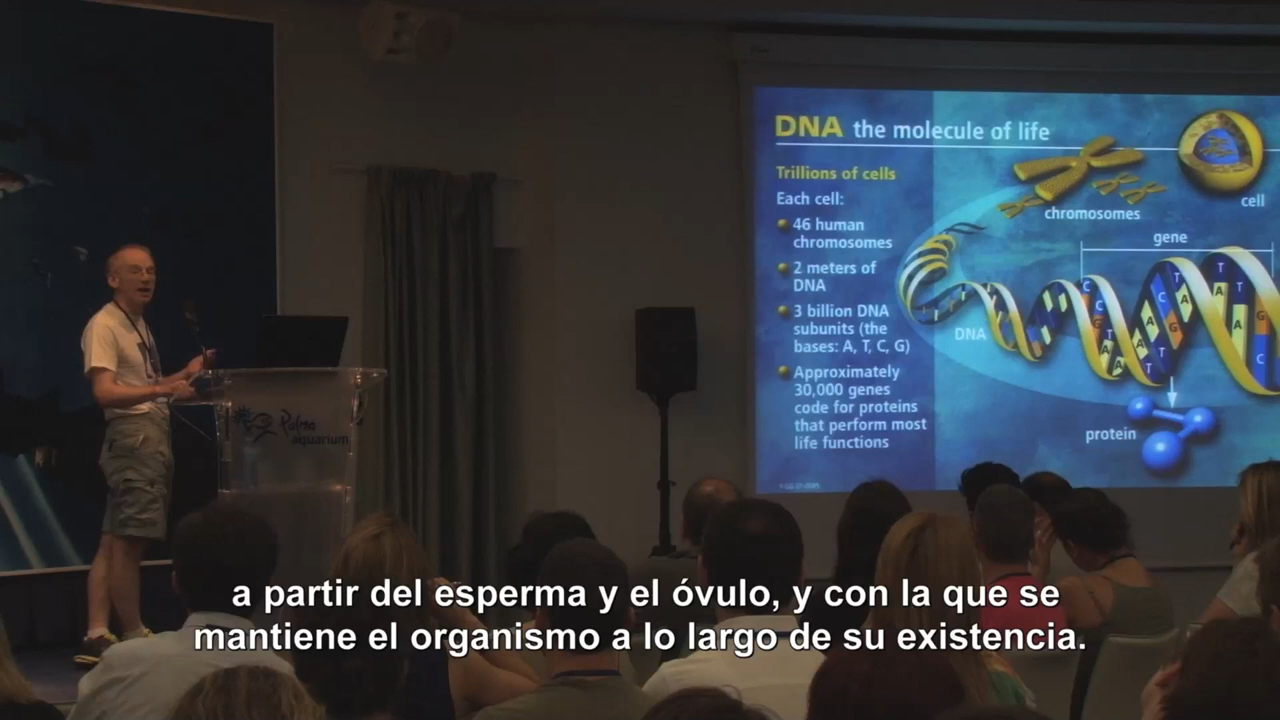 DNA the molecule of life
Trillions of cells
Each cell:
46 human
chromosomes
2 meters of
DNA
3 billion DNA
subunits (the
bases: A, T, C, G)
Approximately
30,000 genes
code for proteins
that perform most
life functions
chromosomes
cell
gene
DNA
protein
Palma
aquarium
a partir del esperma y el óvulo, y con la que se
mantiene el organismo a lo largo de su existencia.